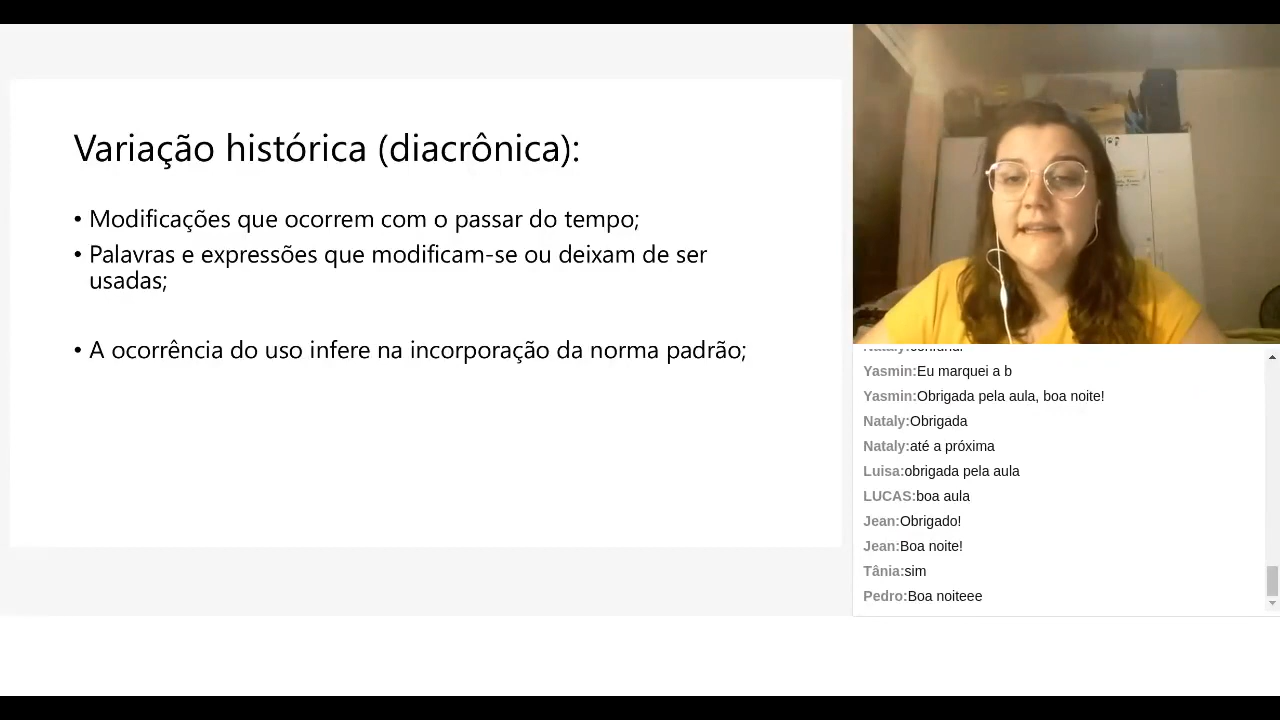 Variação histórica (diacrônica):
• Modificações que ocorrem com o passar do tempo;
• Palavras e expressões que modificam-se ou deixam de ser
usadas;
• A ocorrência do uso infere na incorporação da norma padrão;
Yasmin:Eu marquei a b
Yasmin:Obrigada pela aula, boa noite!
Nataly:Obrigada
Nataly:até a próxima
Luisa:obrigada pela aula
LUCAS:boa aula
Jean:Obrigado!
Jean:Boa noite!
Tânia:sim
Pedro:Boa noiteee